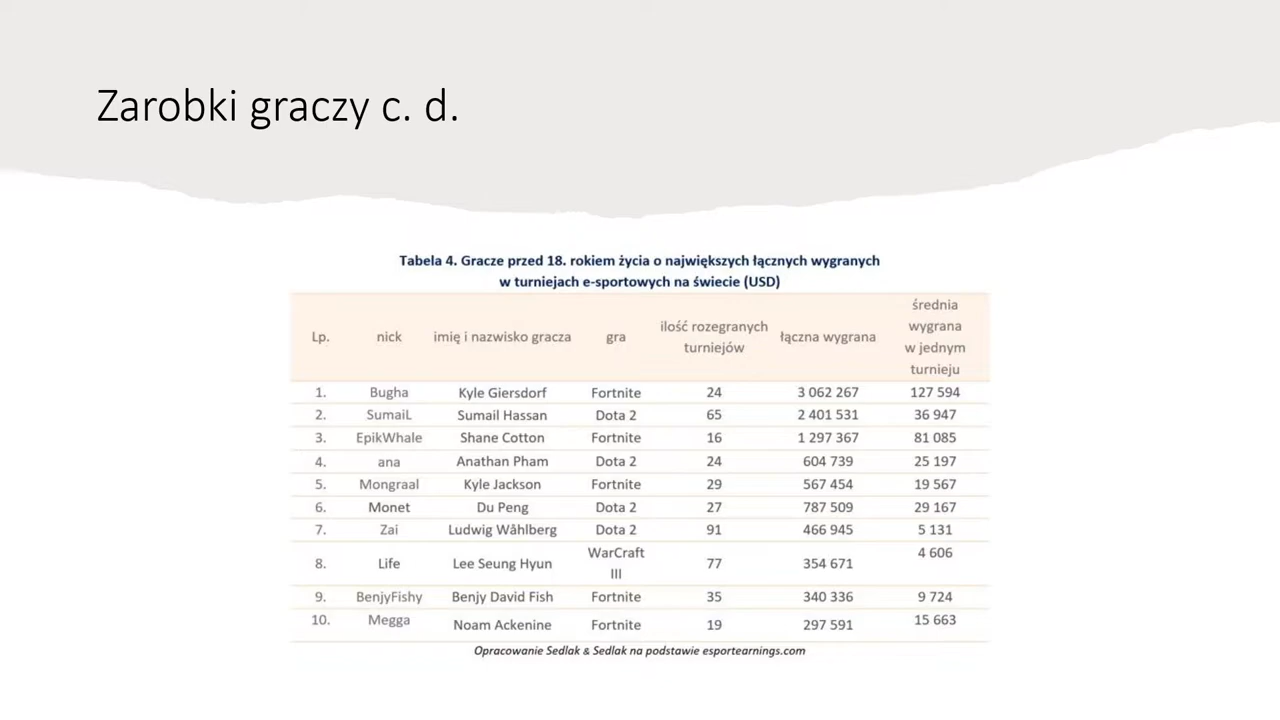 Zarobki graczy c. d.
Tabela 4. Gracze przed 18. rokiem życia o największych łącznych wygranych
w turniejach e-sportowych na świecie (USD)
Lp. nick imię i nazwisko gracza gra ilość rozegranych turniejów łączna wygrana średnia wygrana w jednym turnieju
1. Bugha Kyle Giersdorf Fortnite 24 3 062 267 127 594
2. SumaiL Sumail Hassan Dota 2 65 2 401 531 36 947
3. EpikWhale Shane Cotton Fortnite 16 1 297 367 81 085
4. ana Anathan Pham Dota 2 24 604 739 25 197
5. Mongraal Kyle Jackson Fortnite 29 567 454 19 567
6. Monet Du Peng Dota 2 27 787 509 29 167
7. Zai Ludwig Wåhlberg Dota 2 91 466 945 5 131
8. Life Lee Seung Hyun WarCraft III 77 354 671 4 606
9. BenjyFishy Benjy David Fish Fortnite 35 340 336 9 724
10. Megga Noam Ackenine Fortnite 19 297 591 15 663
Opracowanie Sedlak & Sedlak na podstawie esportearnings.com